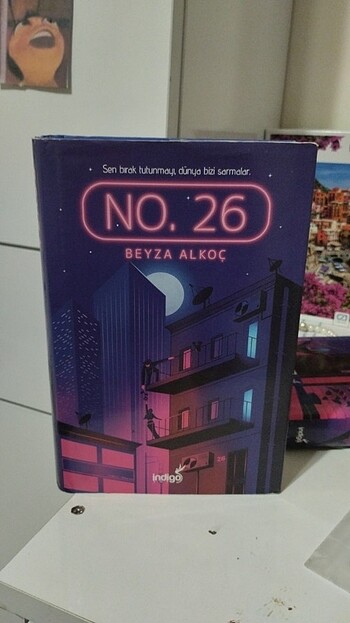 Sen bırak tutunmayı, dünya bizi sarmalar.
NO. 26
BEYZA ALKOÇ
indigo